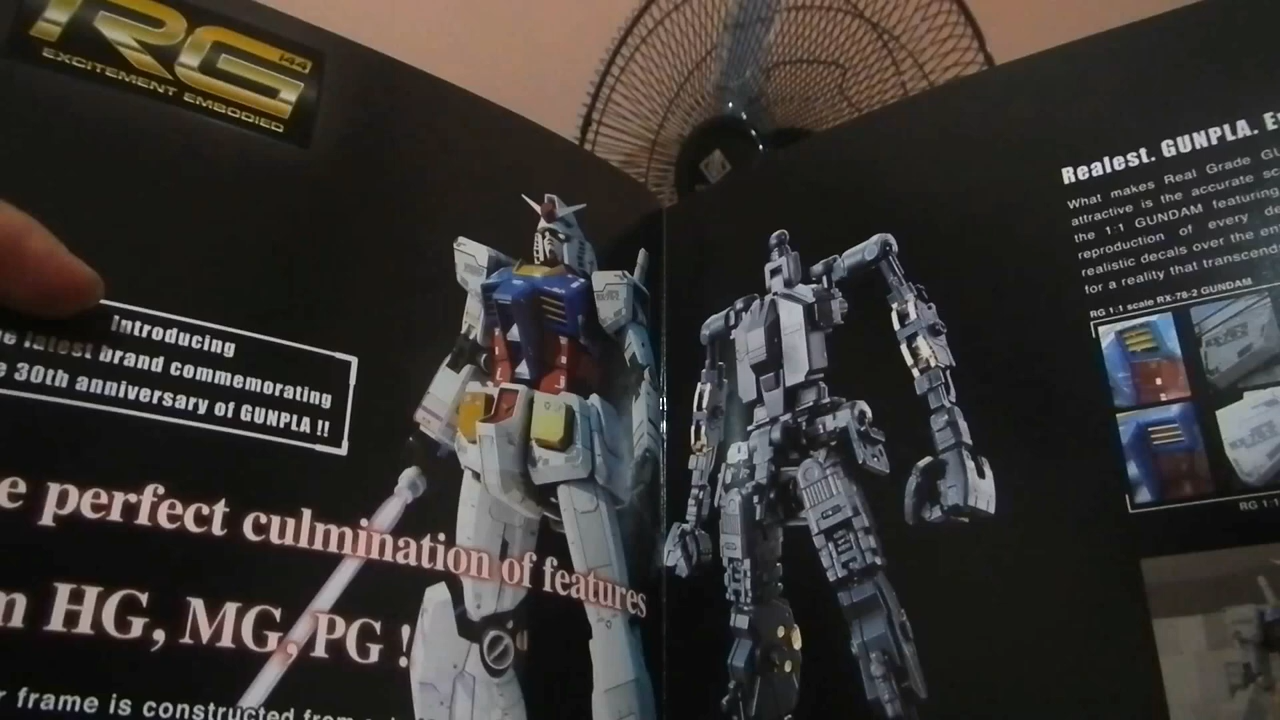 RG 144
EXCITEMENT EMBODIED
Introducing
latest brand commemorating
30th anniversary of GUNPLA !!
perfect culmination of features
HG, MG, PG !
frame is constructed from
Realest. GUNPLA.
What makes Real Grade
attractive is the accurate
the 1:1 GUNDAM featuring
reproduction of every
realistic decals over the
for a reality that
RG 1:1 scale RX-78-2 GUNDAM
RG